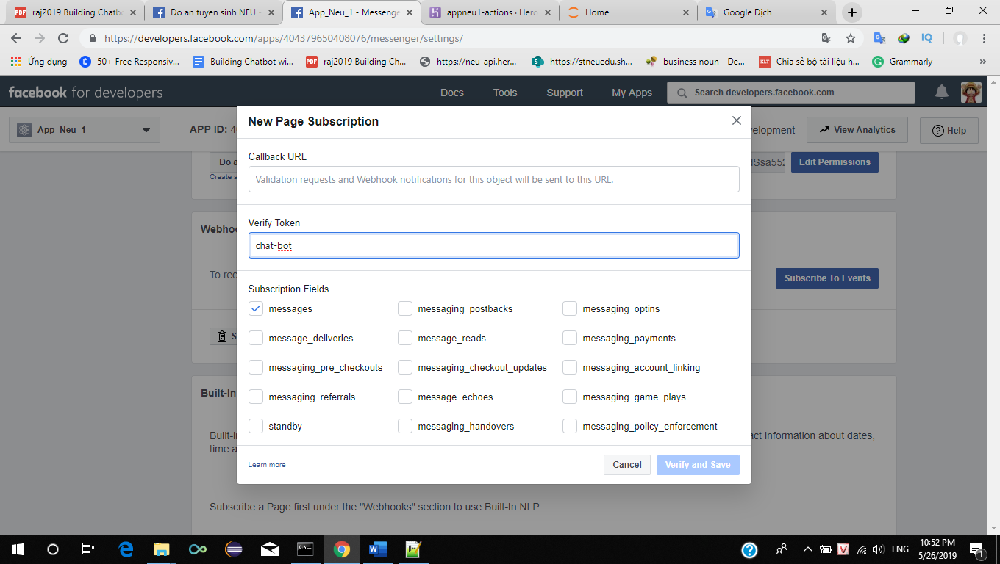 raj2019 Building Chatb
Do an tuyen sinh NEU -
App_Neu_1 - Messenge
appneu1-actions · Hero
Home
Google Dịch
https://developers.facebook.com/apps/404379650408076/messenger/settings/
Ứng dụng
50+ Free Responsiv...
Building Chatbot wi...
raj2019 Building Ch...
https://neu-api.her...
https://stneuedu.sh...
business noun - De...
Chia sẻ bộ tài liệu h...
Grammarly
facebook for developers
Docs
Tools
Support
My Apps
Search developers.facebook.com
App_Neu_1
APP ID: 4
elopment
View Analytics
Help
New Page Subscription
Do a
Create a
Ssa552
Edit Permissions
Callback URL
Validation requests and Webhook notifications for this object will be sent to this URL.
Webhoo
Verify Token
chat-bot
To rec
Subscribe To Events
Subscription Fields
messages
messaging_postbacks
messaging_optins
message_deliveries
message_reads
messaging_payments
S
messaging_pre_checkouts
messaging_checkout_updates
messaging_account_linking
messaging_referrals
message_echoes
messaging_game_plays
Built-In
standby
messaging_handovers
messaging_policy_enforcement
Built-i
act information about dates,
time a
Learn more
Cancel
Verify and Save
Subscribe a Page first under the "Webhooks" section to use Built-In NLP
ENG
10:52 PM
5/26/2019
1